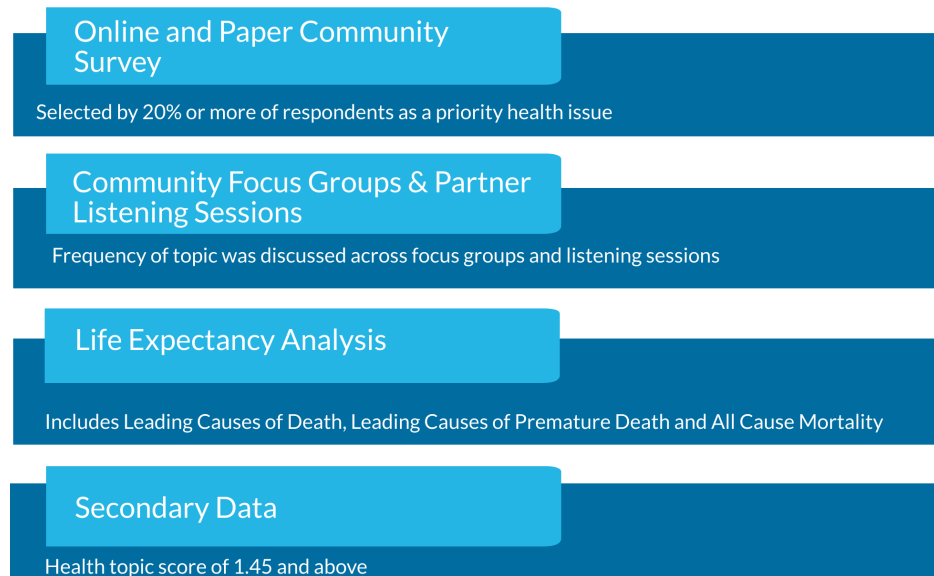 Online and Paper Community
Survey
Selected by 20% or more of respondents as a priority health issue
Community Focus Groups & Partner
Listening Sessions
Frequency of topic was discussed across focus groups and listening sessions
Life Expectancy Analysis
Includes Leading Causes of Death, Leading Causes of Premature Death and All Cause Mortality
Secondary Data
Health topic score of 1.45 and above